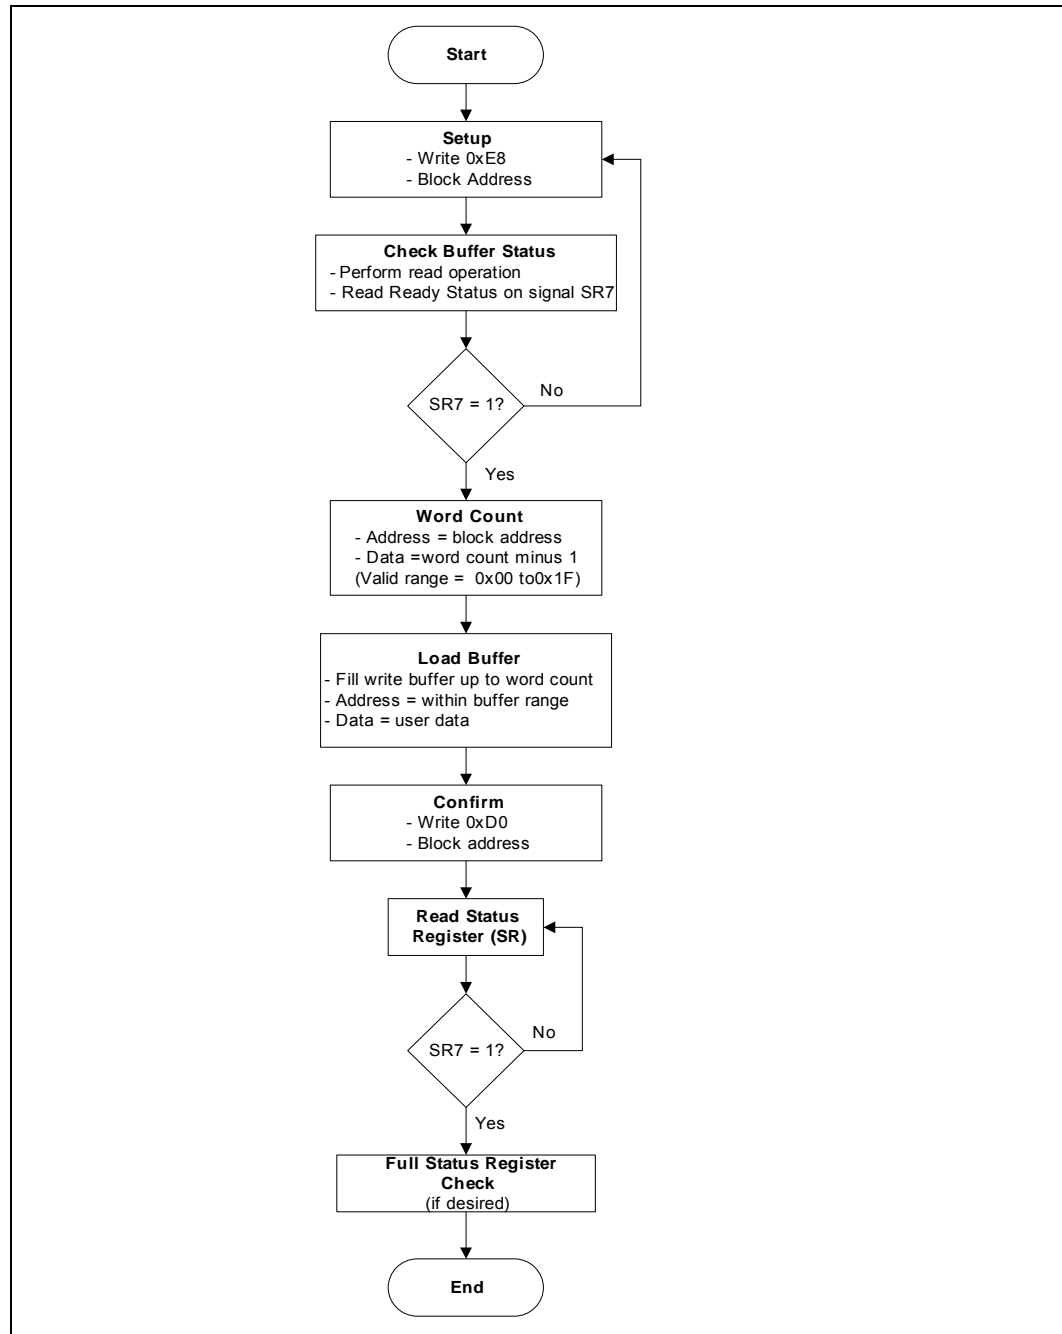 Start
Setup
- Write 0xE8
- Block Address
Check Buffer Status
- Perform read operation
- Read Ready Status on signal SR7
SR7 = 1?
No
Yes
Word Count
- Address = block address
- Data =word count minus 1
(Valid range =  0x00 to0x1F)
Load Buffer
- Fill write buffer up to word count
- Address = within buffer range
- Data = user data
Confirm
- Write 0xD0
- Block address
Read Status
Register (SR)
SR7 = 1?
No
Yes
Full Status Register
Check
(if desired)
End